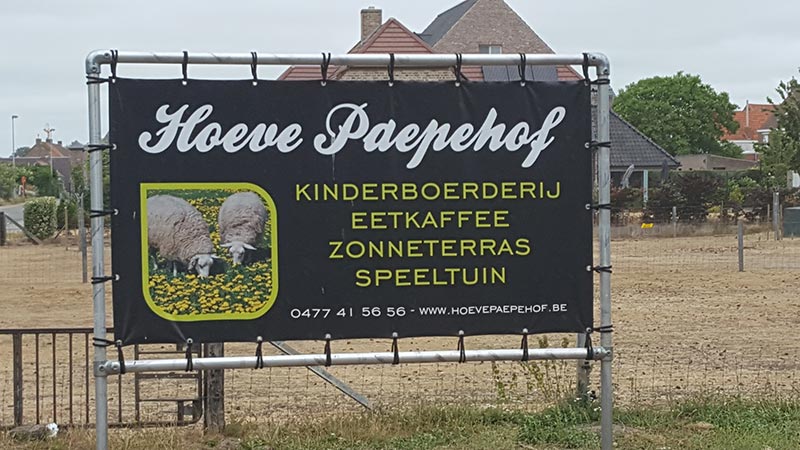 Hoeve Paepehof
KINDERBOERDERIJ
EETKAFFEE
ZONNETERRAS
SPEELTUIN
0477 41 56 56 - WWW.HOEVEPAEPEHOF.BE